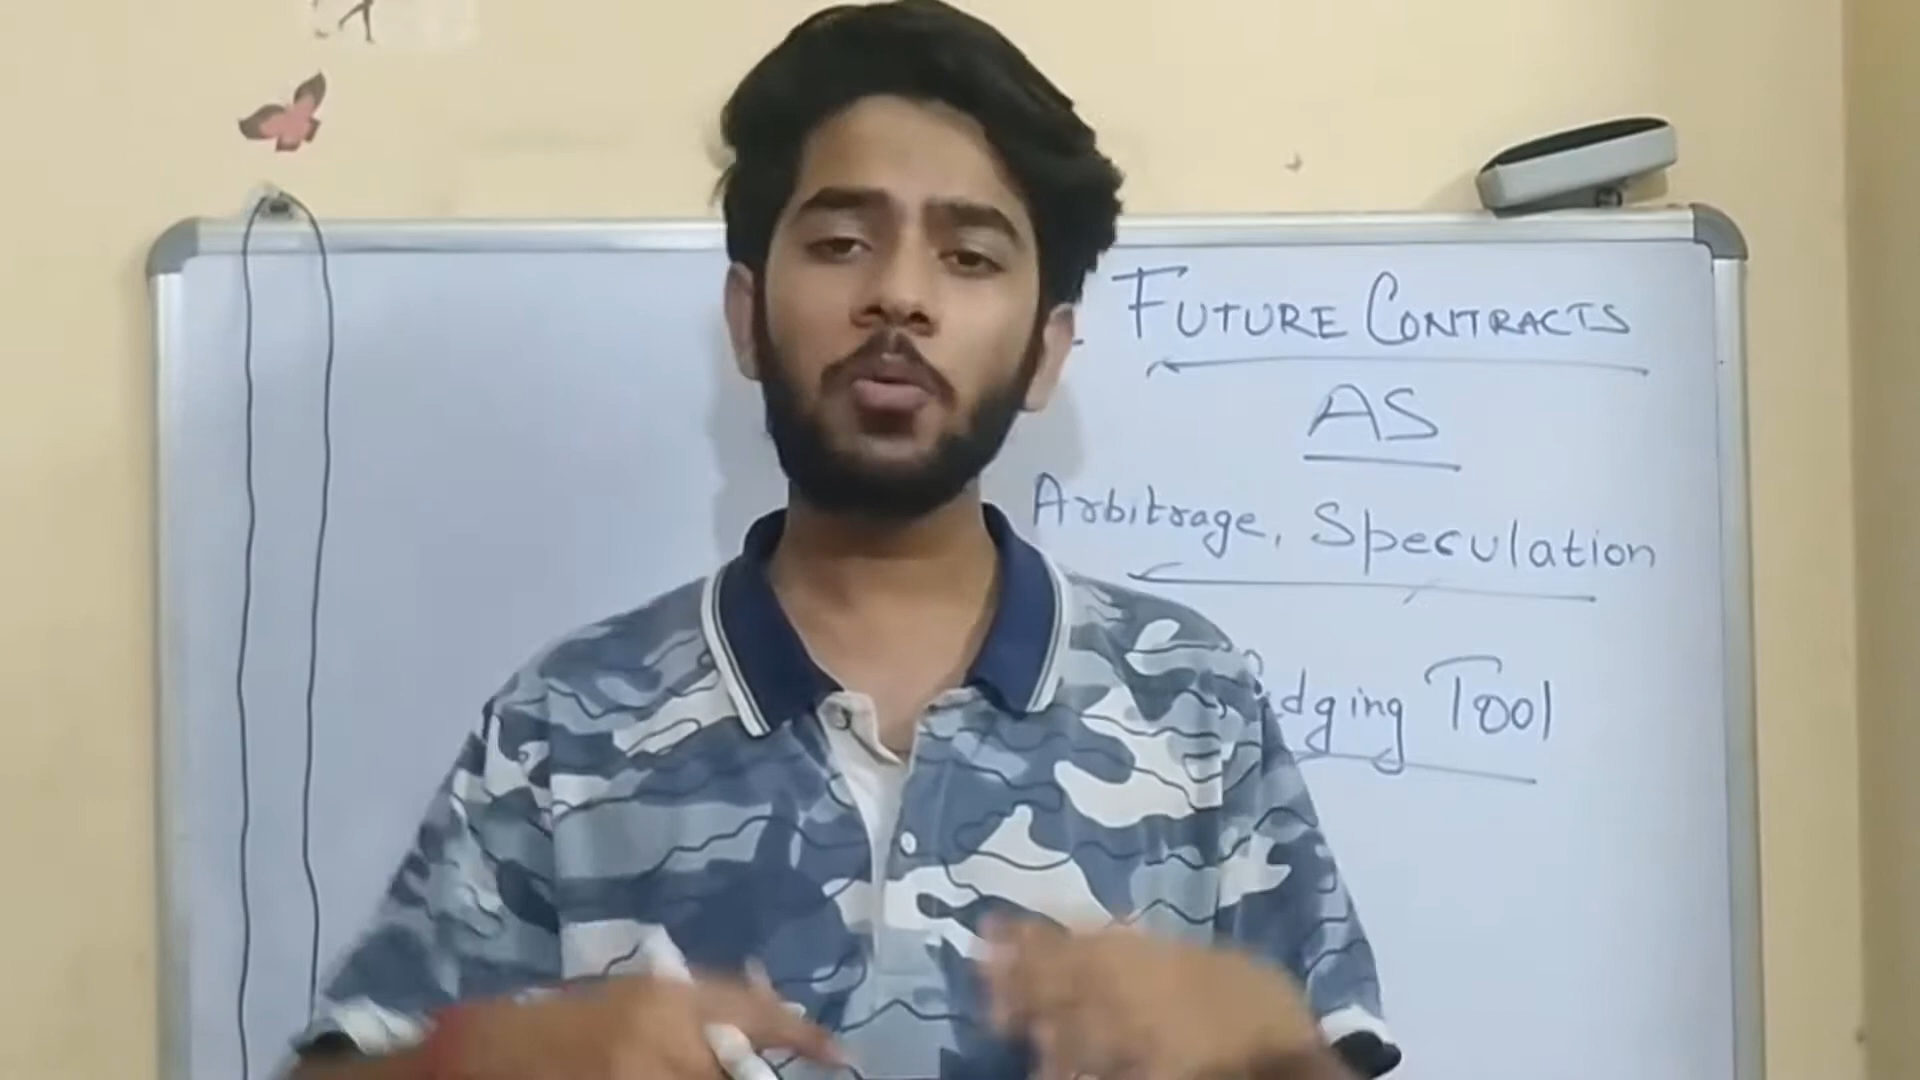 FUTURE CONTRACTS
AS
Arbitrage, Speculation
Tool